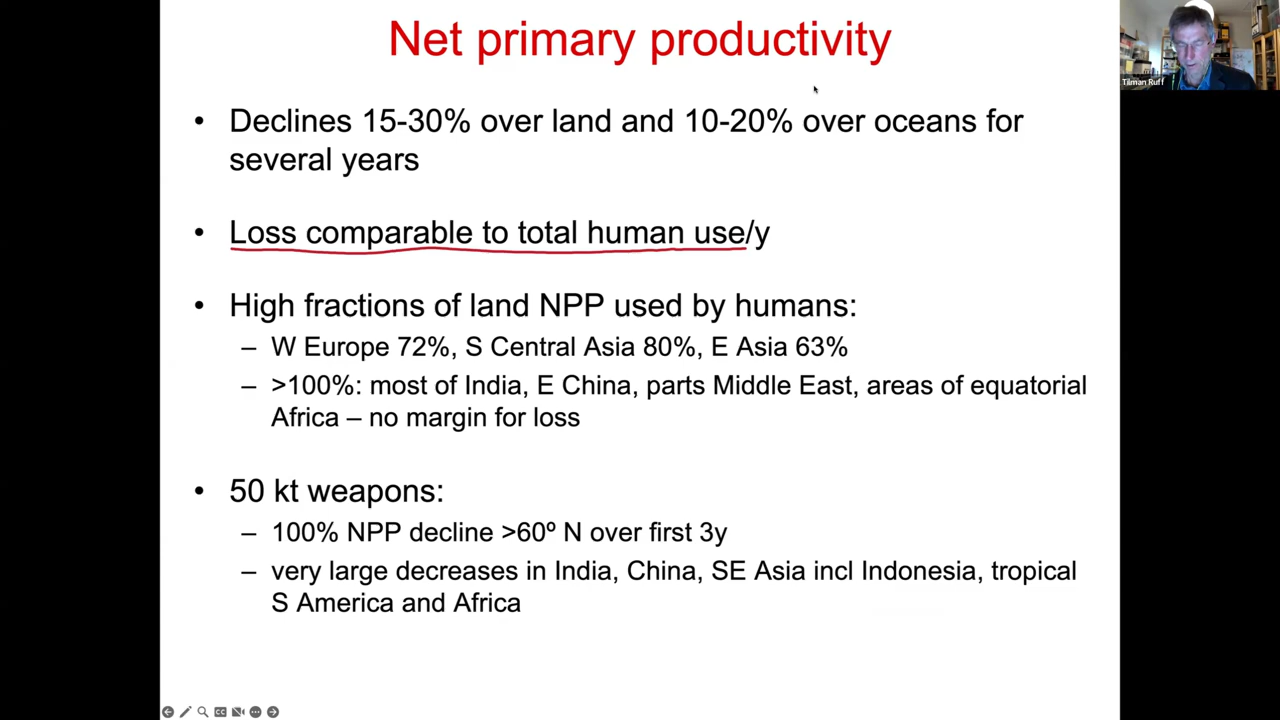 Net primary productivity
Tilman Ruff
• Declines 15-30% over land and 10-20% over oceans for
several years
• Loss comparable to total human use/y
• High fractions of land NPP used by humans:
– W Europe 72%, S Central Asia 80%, E Asia 63%
– >100%: most of India, E China, parts Middle East, areas of equatorial
Africa – no margin for loss
• 50 kt weapons:
– 100% NPP decline >60º N over first 3y
– very large decreases in India, China, SE Asia incl Indonesia, tropical
S America and Africa
CC